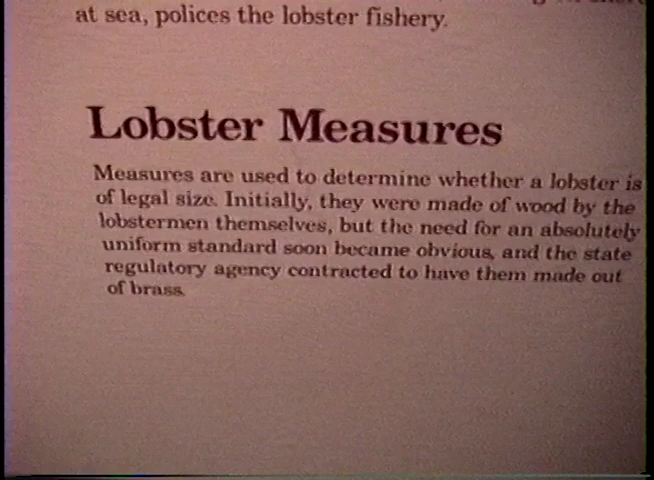 at sea, polices the lobster fishery.
Lobster Measures
Measures are used to determine whether a lobster is
of legal size. Initially, they were made of wood by the
lobstermen themselves, but the need for an absolutely
uniform standard soon became obvious, and the state
regulatory agency contracted to have them made out
of brass.